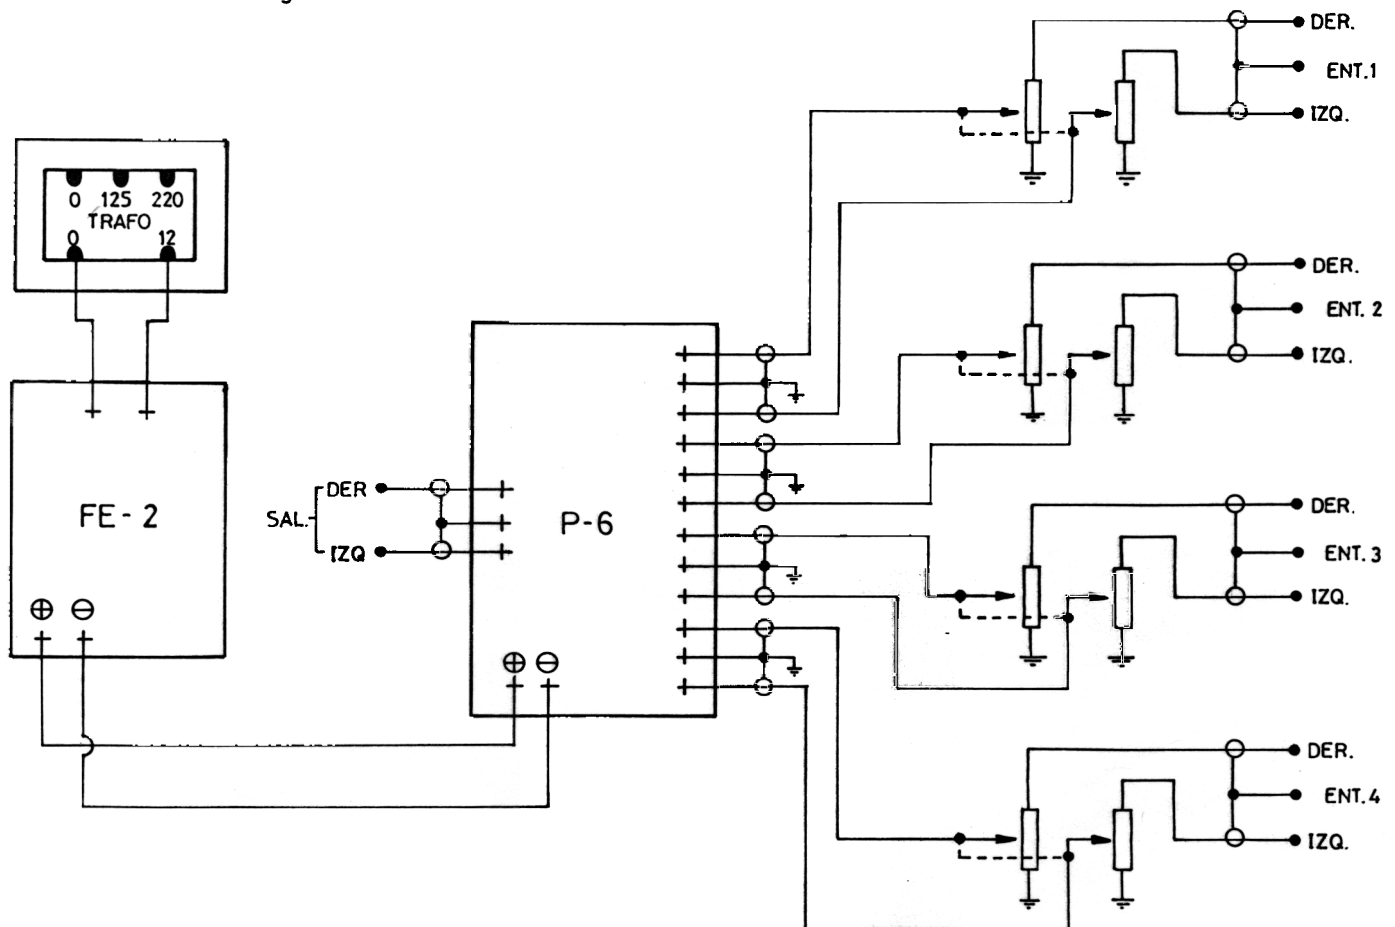 DER.
ENT.1
IZQ.
0 125 220
TRAFO
0 12
DER.
ENT. 2
IZQ.
FE-2
SAL.
DER
IZQ
P-6
DER.
ENT. 3
IZQ.
⊕ ⊖
⊕ ⊖
DER.
ENT. 4
IZQ.